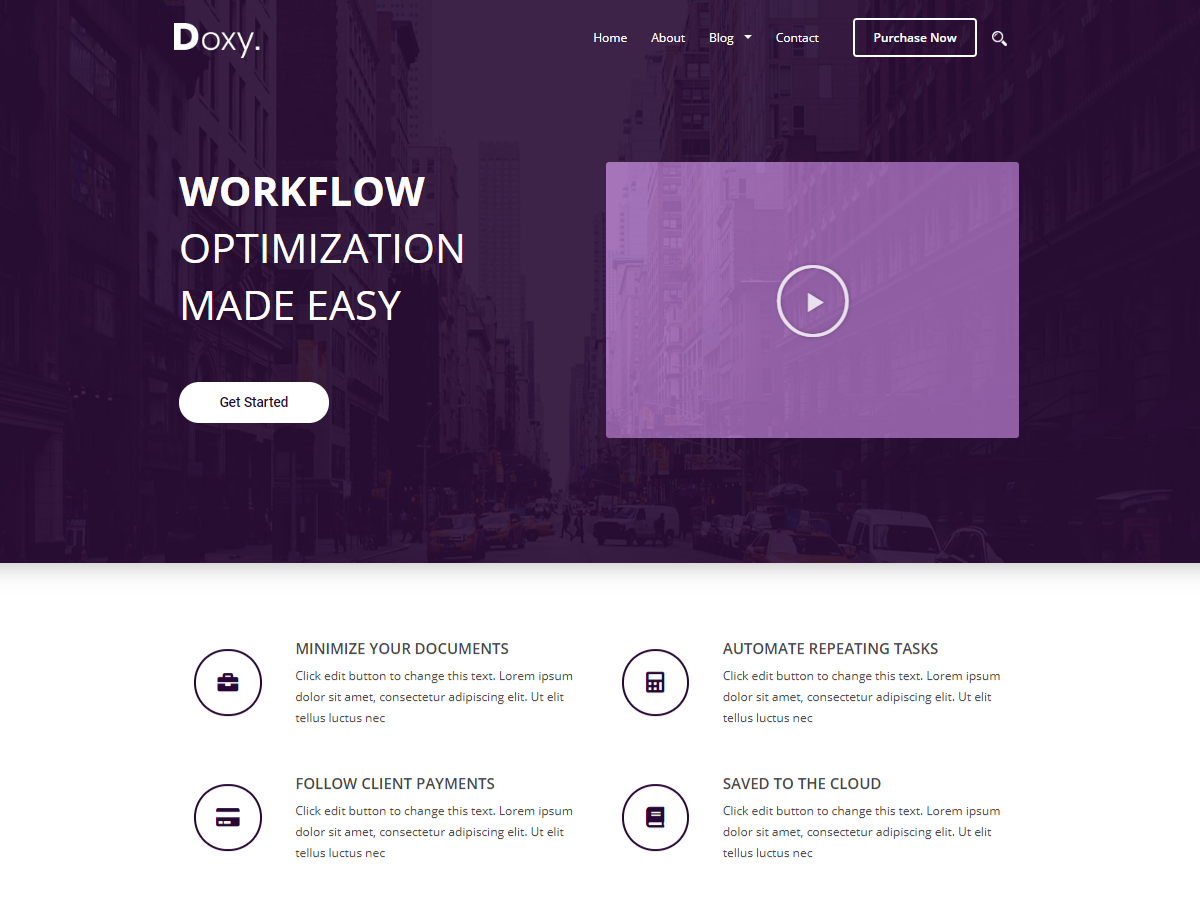 Doxy.
Home About Blog Contact Purchase Now
WORKFLOW
OPTIMIZATION
MADE EASY
Get Started
MINIMIZE YOUR DOCUMENTS
Click edit button to change this text. Lorem ipsum
dolor sit amet, consectetur adipiscing elit. Ut elit
tellus luctus nec
AUTOMATE REPEATING TASKS
Click edit button to change this text. Lorem ipsum
dolor sit amet, consectetur adipiscing elit. Ut elit
tellus luctus nec
FOLLOW CLIENT PAYMENTS
Click edit button to change this text. Lorem ipsum
dolor sit amet, consectetur adipiscing elit. Ut elit
tellus luctus nec
SAVED TO THE CLOUD
Click edit button to change this text. Lorem ipsum
dolor sit amet, consectetur adipiscing elit. Ut elit
tellus luctus nec